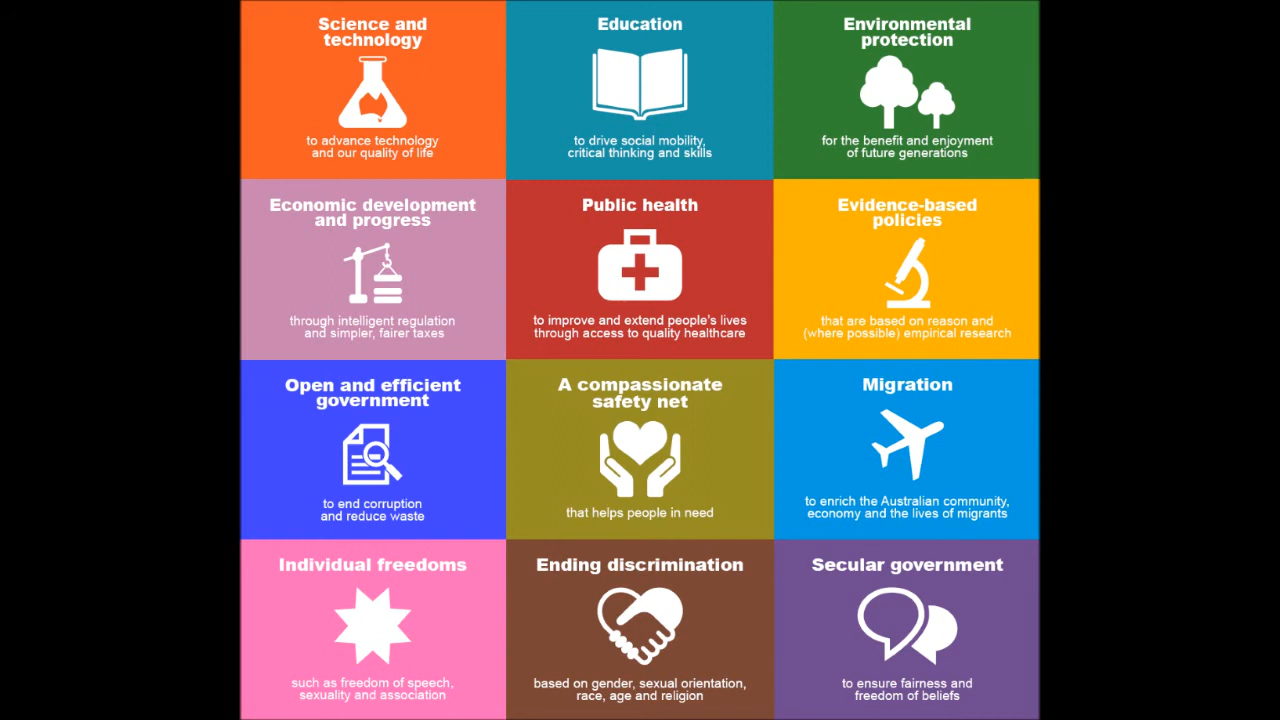 Science and
technology
to advance technology
and our quality of life
Education
to drive social mobility,
critical thinking and skills
Environmental
protection
for the benefit and enjoyment
of future generations
Economic development
and progress
through intelligent regulation
and simpler, fairer taxes
Public health
to improve and extend people's lives
through access to quality healthcare
Evidence-based
policies
that are based on reason and
(where possible) empirical research
Open and efficient
government
to end corruption
and reduce waste
A compassionate
safety net
that helps people in need
Migration
to enrich the Australian community,
economy and the lives of migrants
Individual freedoms
such as freedom of speech,
sexuality and association
Ending discrimination
based on gender, sexual orientation,
race, age and religion
Secular government
to ensure fairness and
freedom of beliefs